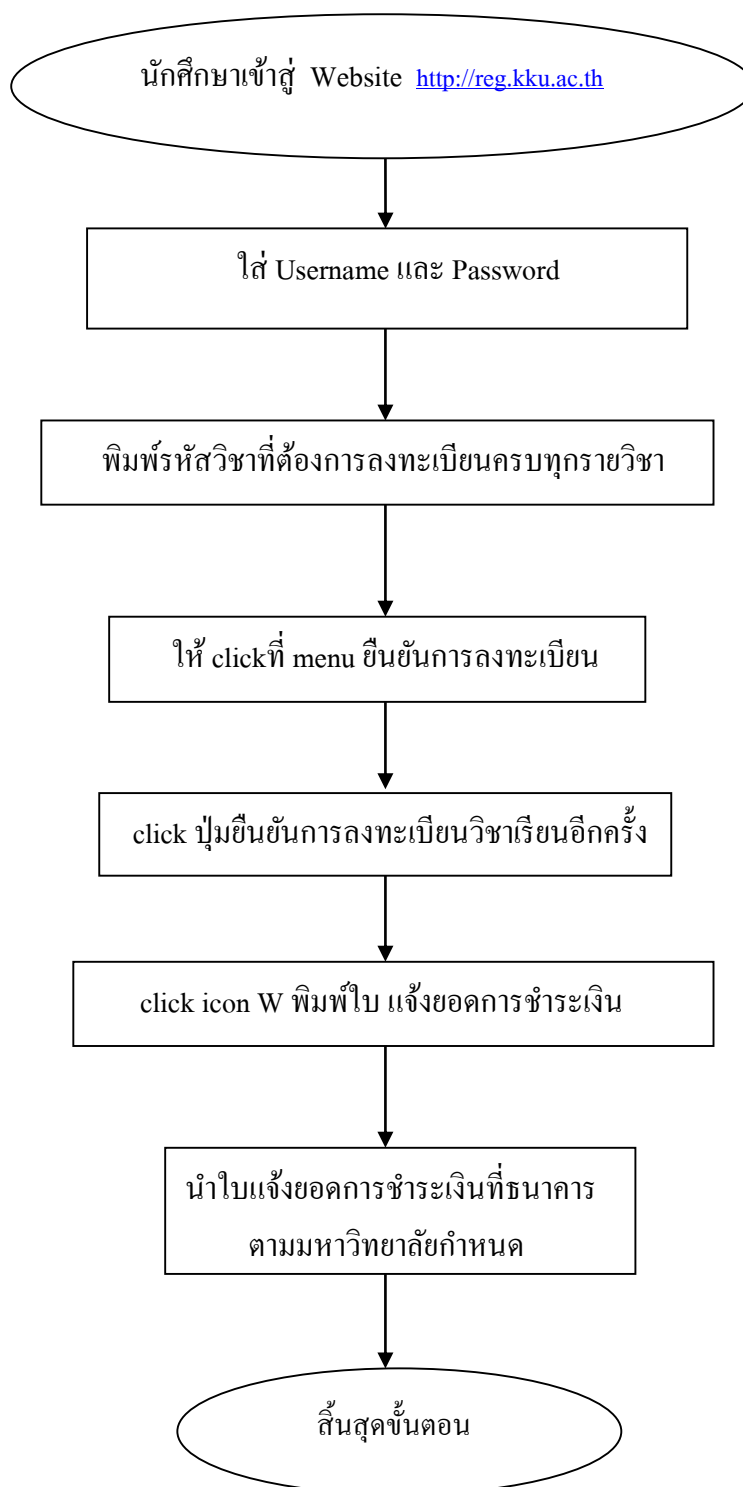 นักศึกษาเข้าสู่ Website http://reg.kku.ac.th
ใส่ Username และ Password
พิมพ์รหัสวิชาที่ต้องการลงทะเบียนครบทุกรายวิชา
ให้ clickที่ menu ยืนยันการลงทะเบียน
click ปุ่มยืนยันการลงทะเบียนวิชาเรียนอีกครั้ง
click icon W พิมพ์ใบ แจ้งยอดการชำระเงิน
นำใบแจ้งยอดการชำระเงินที่ธนาคาร
ตามมหาวิทยาลัยกำหนด
สิ้นสุดขั้นตอน